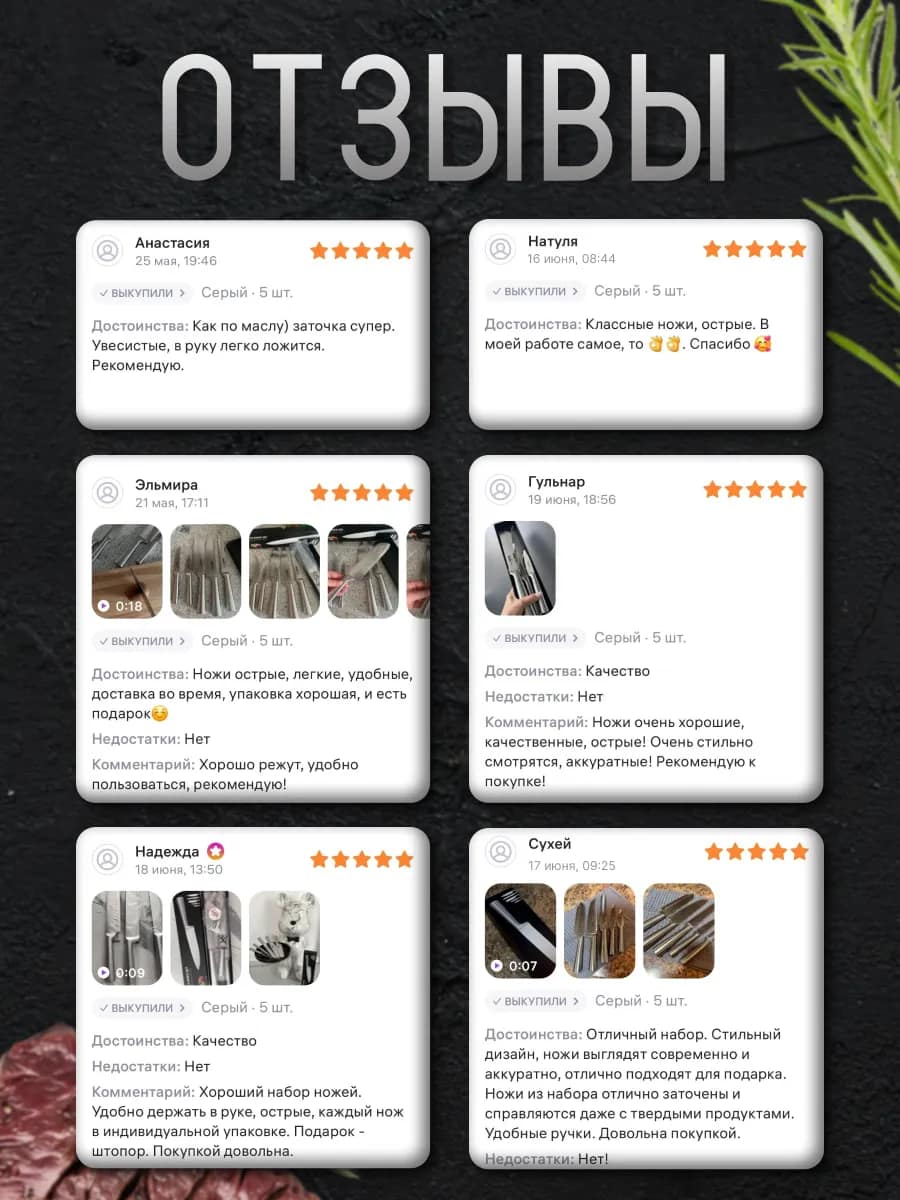 ОТЗЫВЫ
Анастасия
25 мая, 19:46
ВЫКУПИЛИ
Серый · 5 шт.
Достоинства: Как по маслу) заточка супер.
Увесистые, в руку легко ложится.
Рекомендую.
Натуля
16 июня, 08:44
ВЫКУПИЛИ
Серый · 5 шт.
Достоинства: Классные ножи, острые. В
моей работе самое, то 👌👌. Спасибо 🥰
Эльмира
21 мая, 17:11
0:18
ВЫКУПИЛИ
Серый · 5 шт.
Достоинства: Ножи острые, легкие, удобные,
доставка во время, упаковка хорошая, и есть
подарок☺️
Недостатки: Нет
Комментарий: Хорошо режут, удобно
пользоваться, рекомендую!
Гульнар
19 июня, 18:56
ВЫКУПИЛИ
Серый · 5 шт.
Достоинства: Качество
Недостатки: Нет
Комментарий: Ножи очень хорошие,
качественные, острые! Очень стильно
смотрятся, аккуратные! Рекомендую к
покупке!
Надежда
18 июня, 13:50
0:09
ВЫКУПИЛИ
Серый · 5 шт.
Достоинства: Качество
Недостатки: Нет
Комментарий: Хороший набор ножей.
Удобно держать в руке, острые, каждый нож
в индивидуальной упаковке. Подарок -
штопор. Покупкой довольна.
Сухей
17 июня, 09:25
0:07
ВЫКУПИЛИ
Серый · 5 шт.
Достоинства: Отличный набор. Стильный
дизайн, ножи выглядят современно и
аккуратно, отлично подходят для подарка.
Ножи из набора отлично заточены и
справляются даже с твердыми продуктами.
Удобные ручки. Довольна покупкой.
Недостатки: Нет!